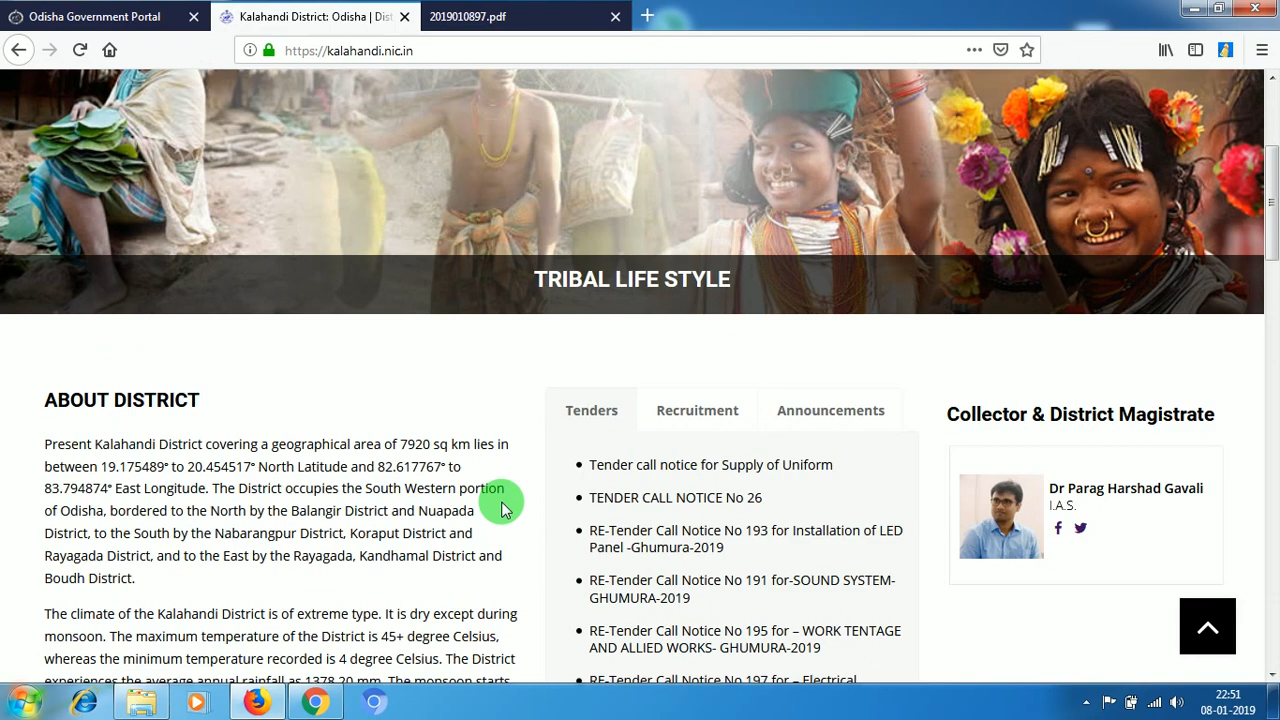 Odisha Government Portal
Kalahandi District: Odisha | Dist
2019010897.pdf
https://kalahandi.nic.in
TRIBAL LIFE STYLE
ABOUT DISTRICT
Present Kalahandi District covering a geographical area of 7920 sq km lies in
between 19.175489° to 20.454517° North Latitude and 82.617767° to
83.794874° East Longitude. The District occupies the South Western portion
of Odisha, bordered to the North by the Balangir District and Nuapada
District, to the South by the Nabarangpur District, Koraput District and
Rayagada District, and to the East by the Rayagada, Kandhamal District and
Boudh District.
The climate of the Kalahandi District is of extreme type. It is dry except during
monsoon. The maximum temperature of the District is 45+ degree Celsius,
whereas the minimum temperature recorded is 4 degree Celsius. The District
experiences the average annual rainfall as 1378.20 mm. The monsoon starts
Tenders
Recruitment
Announcements
Tender call notice for Supply of Uniform
TENDER CALL NOTICE No 26
RE-Tender Call Notice No 193 for Installation of LED
Panel -Ghumura-2019
RE-Tender Call Notice No 191 for-SOUND SYSTEM-
GHUMURA-2019
RE-Tender Call Notice No 195 for – WORK TENTAGE
AND ALLIED WORKS- GHUMURA-2019
RE-Tender Call Notice No 197 for – Electrical
Collector & District Magistrate
Dr Parag Harshad Gavali
I.A.S.
22:51
08-01-2019